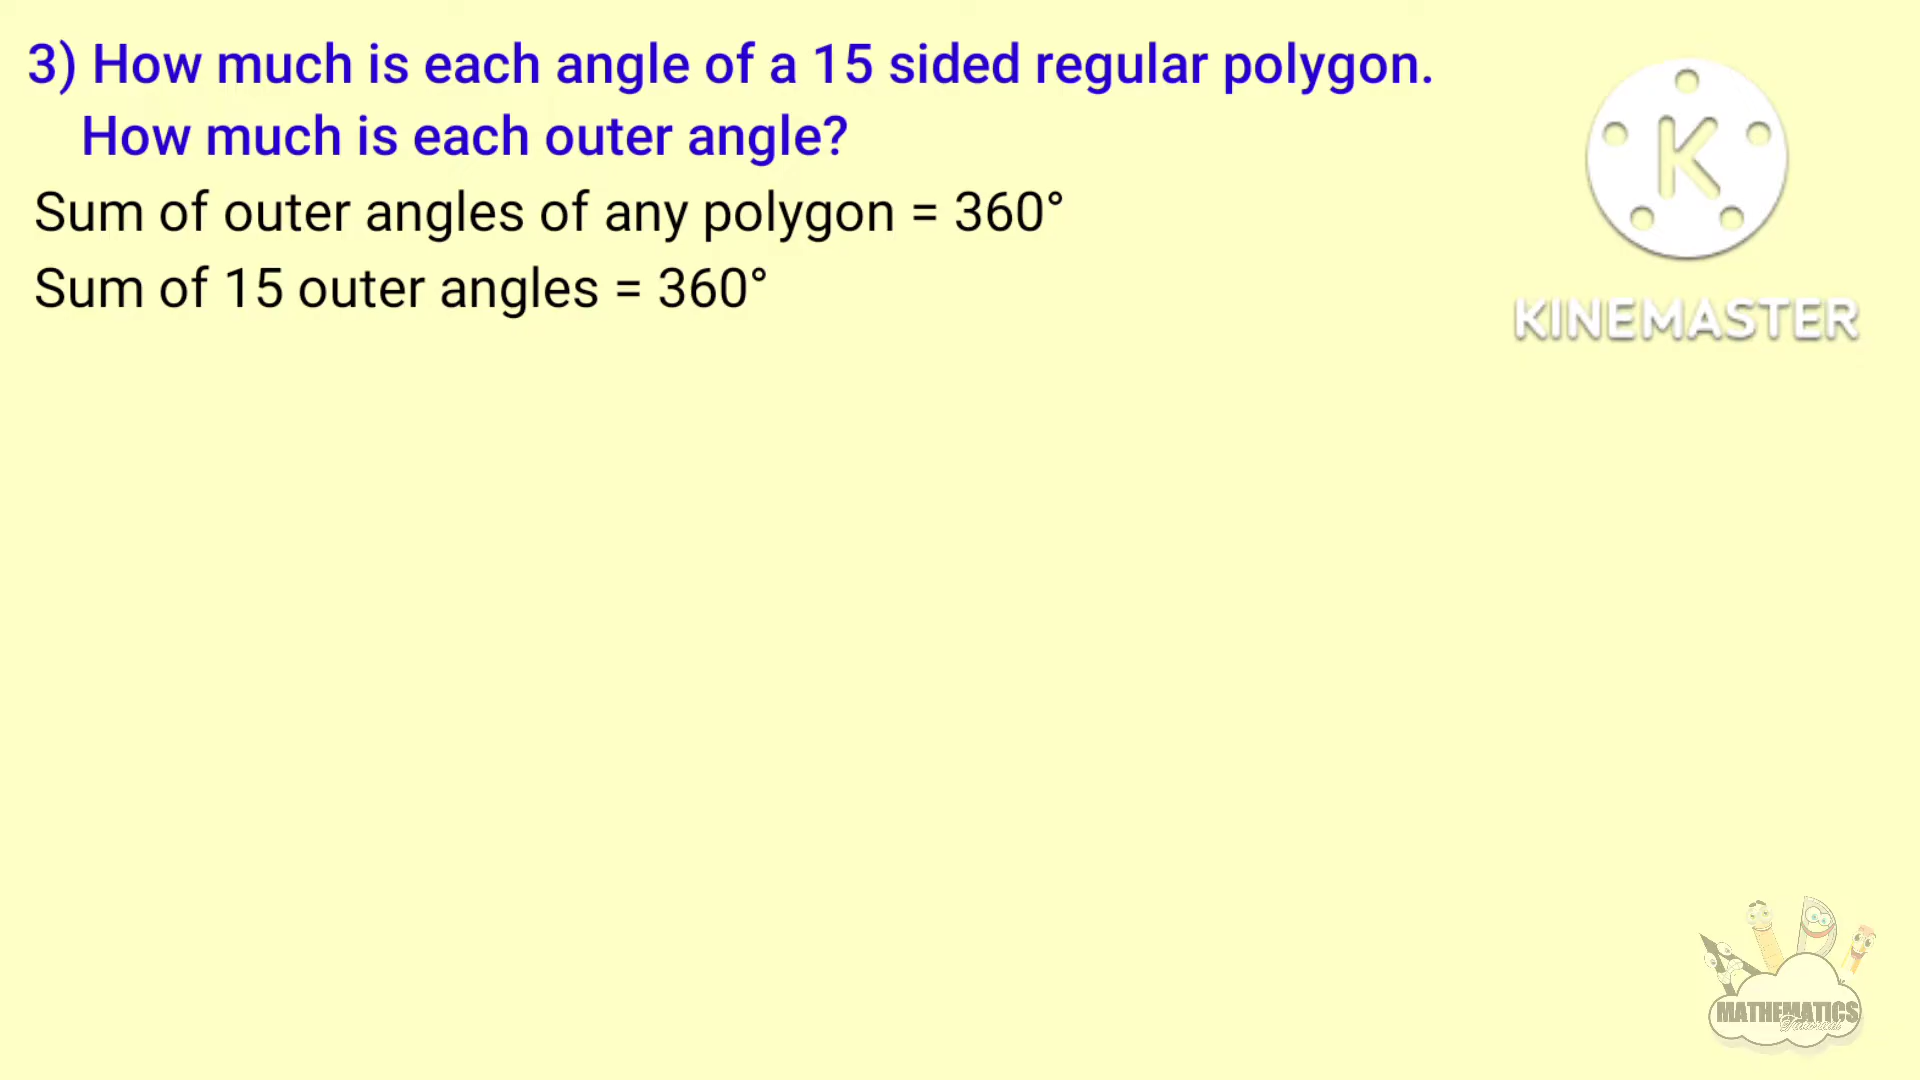 3) How much is each angle of a 15 sided regular polygon.
How much is each outer angle?
Sum of outer angles of any polygon = 360°
Sum of 15 outer angles = 360°
K
KINEMASTER
MATHEMATICS
Tutorial